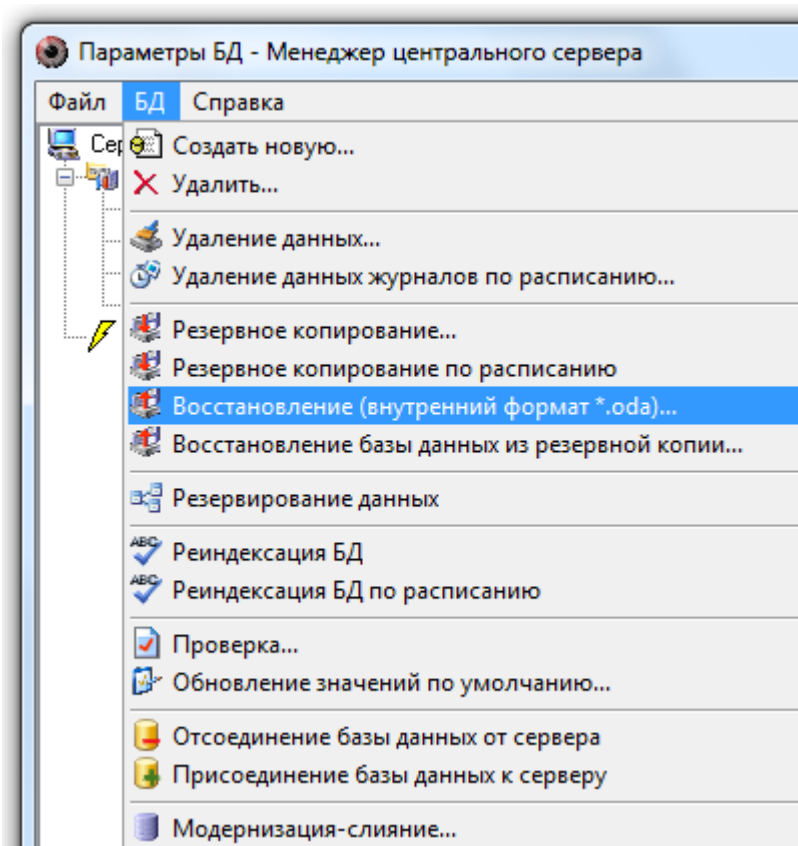 Параметры БД - Менеджер центрального сервера
Файл БД Справка
Создать новую...
Удалить...
Удаление данных...
Удаление данных журналов по расписанию...
Резервное копирование...
Резервное копирование по расписанию
Восстановление (внутренний формат *.oda)...
Восстановление базы данных из резервной копии...
Резервирование данных
Реиндексация БД
Реиндексация БД по расписанию
Проверка...
Обновление значений по умолчанию...
Отсоединение базы данных от сервера
Присоединение базы данных к серверу
Модернизация-слияние...